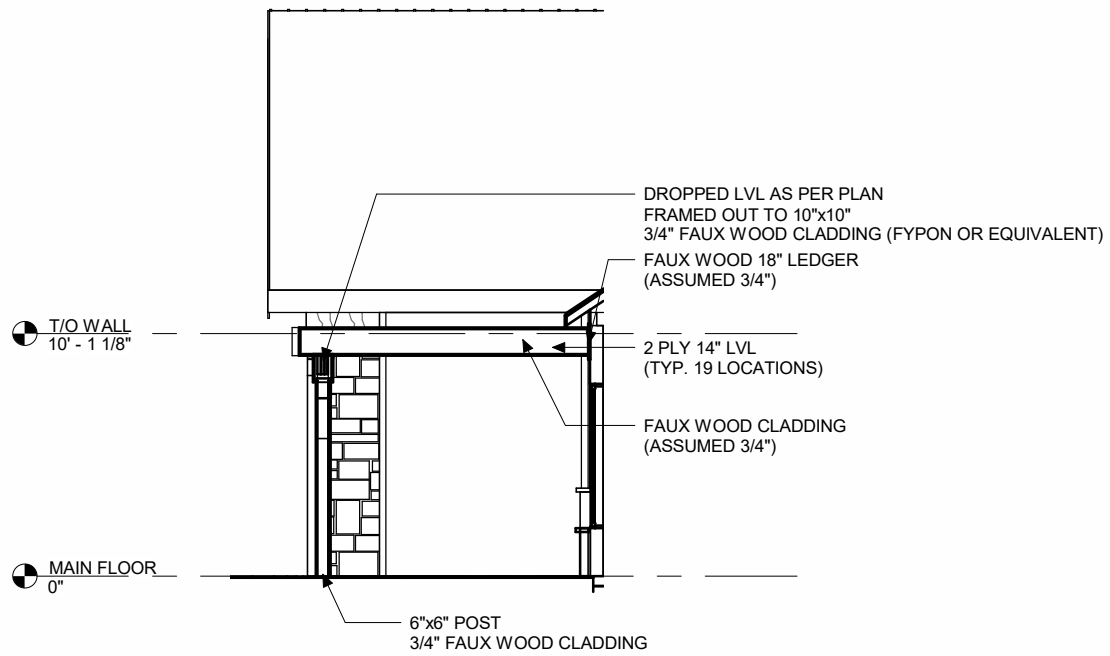 DROPPED LVL AS PER PLAN
FRAMED OUT TO 10"x10"
3/4" FAUX WOOD CLADDING (FYPON OR EQUIVALENT)
FAUX WOOD 18" LEDGER
(ASSUMED 3/4")
T/O WALL
10' - 1 1/8"
2 PLY 14" LVL
(TYP. 19 LOCATIONS)
FAUX WOOD CLADDING
(ASSUMED 3/4")
MAIN FLOOR
0"
6"x6" POST
3/4" FAUX WOOD CLADDING